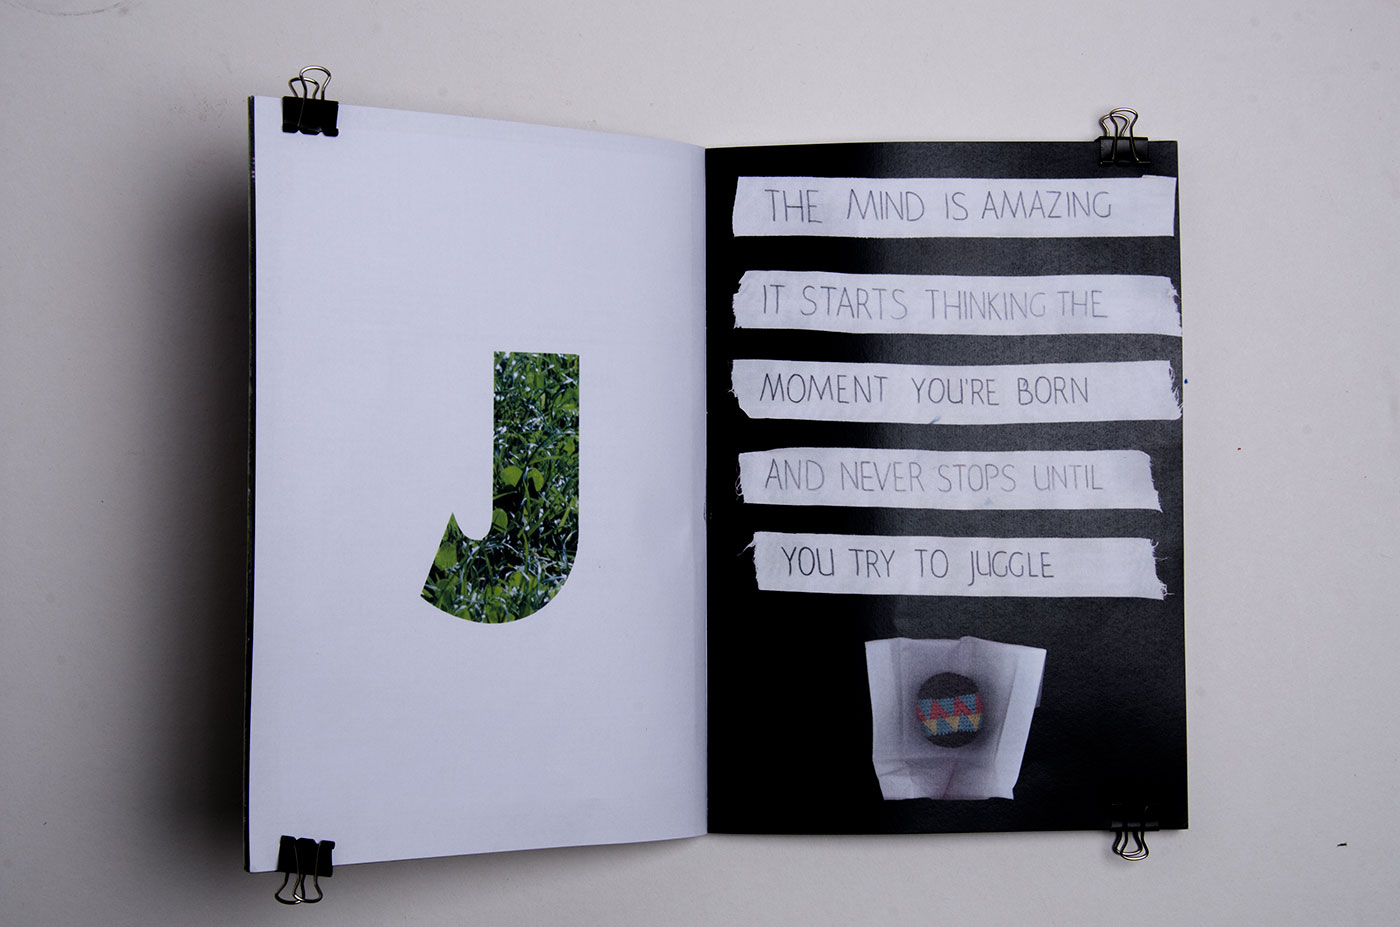 J
THE MIND IS AMAZING
IT STARTS THINKING THE
MOMENT YOU'RE BORN
AND NEVER STOPS UNTIL
YOU TRY TO JUGGLE